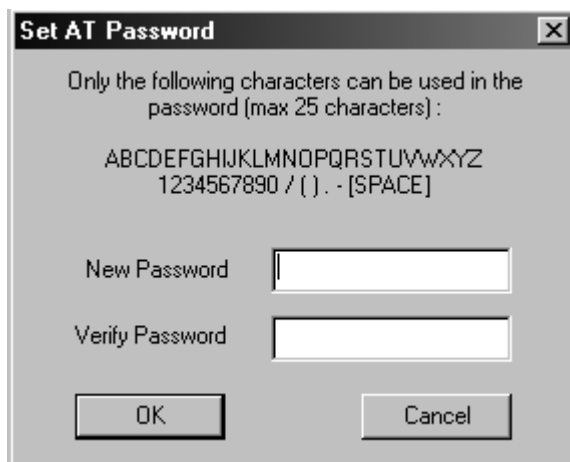 Set AT Password
Only the following characters can be used in the
password (max 25 characters) :
ABCDEFGHIJKLMNOPQRSTUVWXYZ
1234567890 / ( ) . - [SPACE]
New Password
Verify Password
OK
Cancel